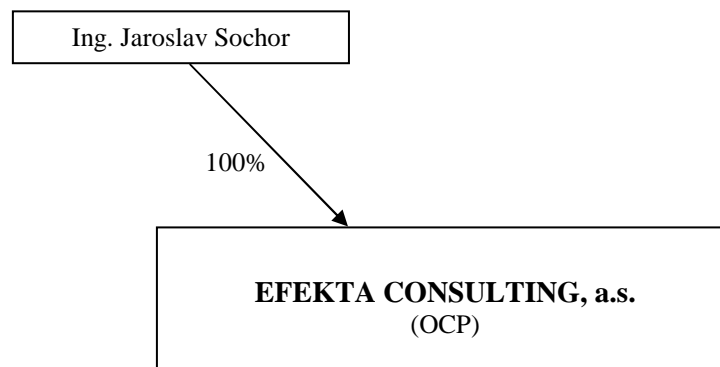 Ing. Jaroslav Sochor
100%
EFEKTA CONSULTING, a.s.
(OCP)